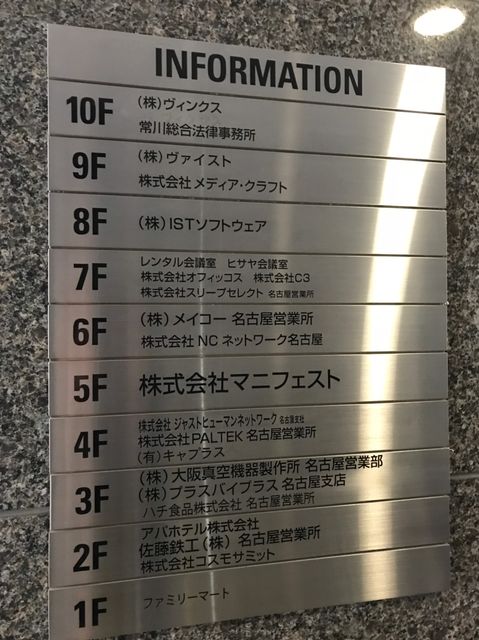 INFORMATION
10F
(株)ヴィンクス
常川総合法律事務所
9F
(株)ヴァイスト
株式会社 メディア・クラフト
8F
(株)ISTソフトウェア
7F
レンタル会議室 ヒサヤ会議室
株式会社オフィッコス 株式会社C3
株式会社スリープセレクト 名古屋営業所
6F
(株)メイコー 名古屋営業所
株式会社 NC ネットワーク名古屋
5F
株式会社マニフェスト
4F
株式会社 ジャストヒューマンネットワーク 名古屋支社
株式会社PALTEK 名古屋営業所
(有)キャプラス
3F
(株)大阪真空機器製作所 名古屋営業部
(株)プラスバイプラス 名古屋支店
ハチ食品株式会社 名古屋営業所
2F
アパホテル株式会社
佐藤鉄工(株) 名古屋営業所
株式会社コスモサミット
1F
ファミリーマート